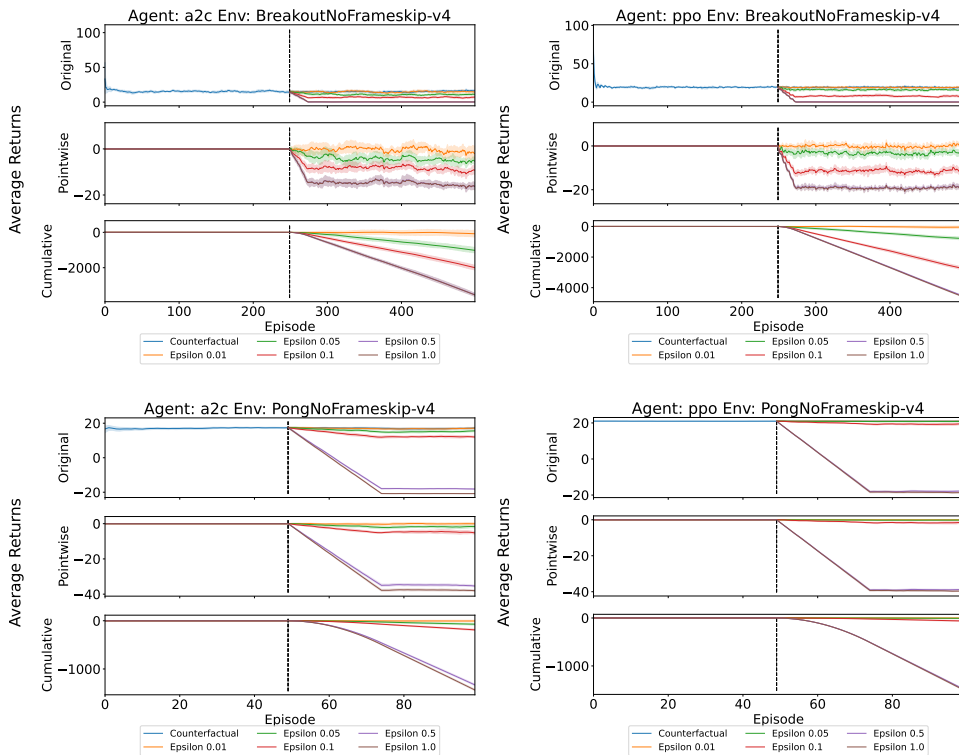 Agent: a2c Env: BreakoutNoFrameskip-v4
Average Returns
Original
100
50
0
Pointwise
0
−20
Cumulative
0
−2000
0 100 200 300 400
Episode
Counterfactual Epsilon 0.05 Epsilon 0.5
Epsilon 0.01 Epsilon 0.1 Epsilon 1.0
Agent: ppo Env: BreakoutNoFrameskip-v4
Average Returns
Original
100
50
0
Pointwise
0
−20
Cumulative
0
−2000
−4000
0 100 200 300 400
Episode
Counterfactual Epsilon 0.05 Epsilon 0.5
Epsilon 0.01 Epsilon 0.1 Epsilon 1.0
Agent: a2c Env: PongNoFrameskip-v4
Average Returns
Original
20
0
−20
Pointwise
0
−20
−40
Cumulative
0
−1000
0 20 40 60 80
Episode
Counterfactual Epsilon 0.05 Epsilon 0.5
Epsilon 0.01 Epsilon 0.1 Epsilon 1.0
Agent: ppo Env: PongNoFrameskip-v4
Average Returns
Original
20
0
−20
Pointwise
0
−20
−40
Cumulative
0
−1000
0 20 40 60 80
Episode
Counterfactual Epsilon 0.05 Epsilon 0.5
Epsilon 0.01 Epsilon 0.1 Epsilon 1.0